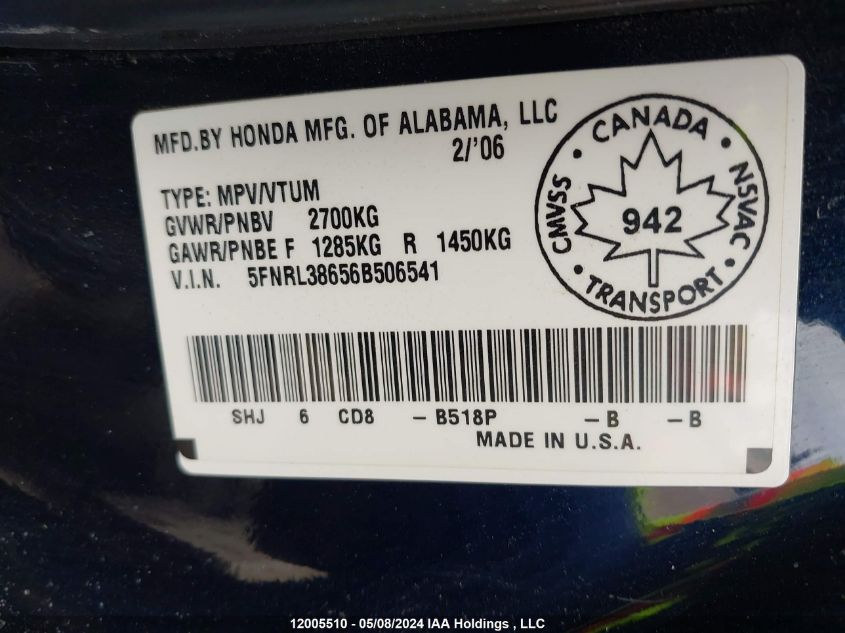 MFD.BY HONDA MFG. OF ALABAMA, LLC
2/'06
TYPE: MPV/VTUM
GVWR/PNBV 2700KG
GAWR/PNBE F 1285KG R 1450KG
V.I.N. 5FNRL38656B506541
CANADA
CMVSS
942
NSVAC
TRANSPORT
SHJ 6 CD8 – B518P – B – B
MADE IN U.S.A.
12005510 - 05/08/2024 IAA Holdings , LLC